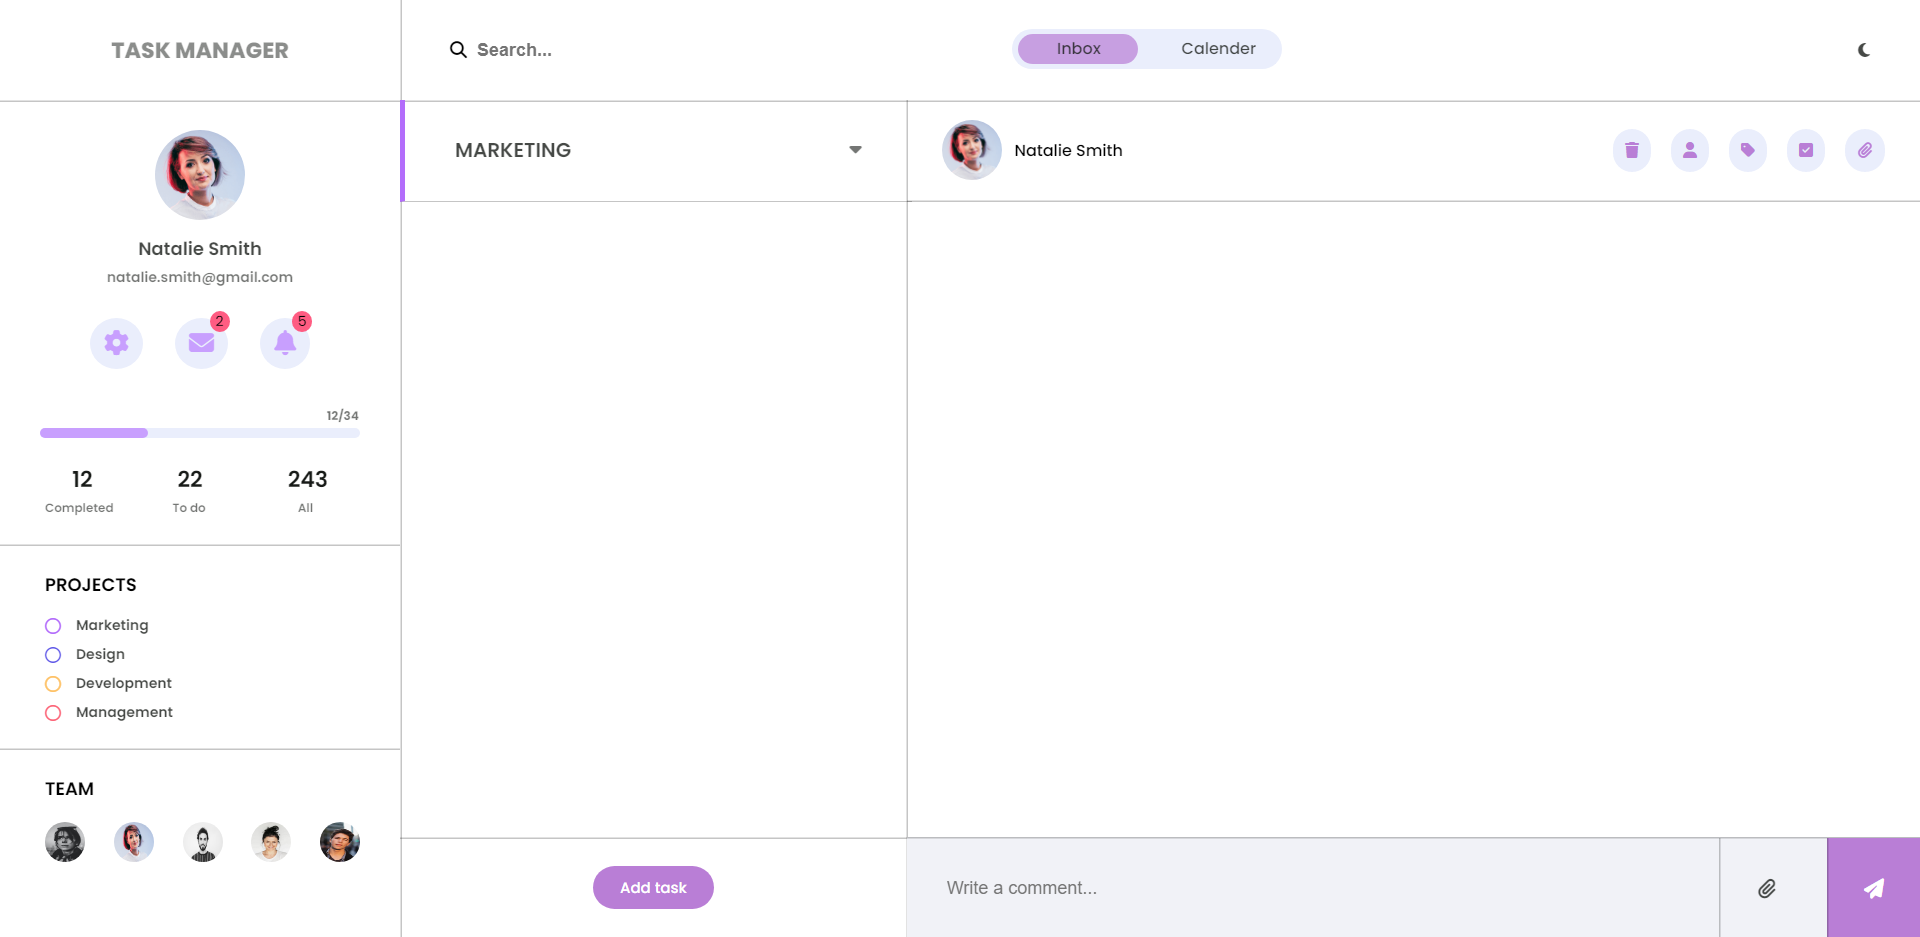 TASK MANAGER
Search...
Inbox
Calender
Natalie Smith
natalie.smith@gmail.com
2
5
12/34
12
22
243
Completed
To do
All
PROJECTS
Marketing
Design
Development
Management
TEAM
MARKETING
Add task
Natalie Smith
Write a comment...